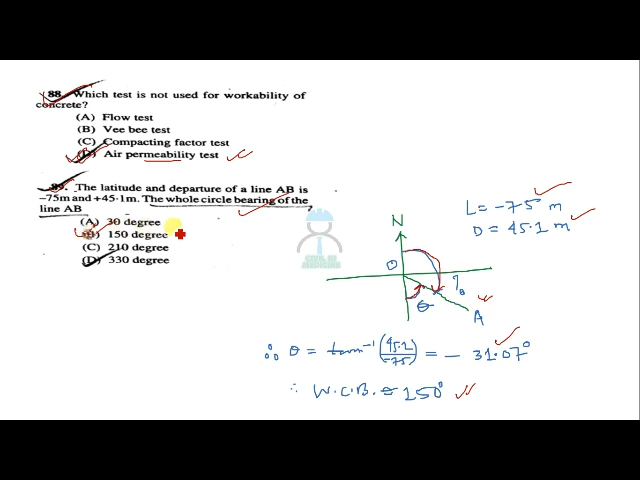 88. Which test is not used for workability of
concrete?
(A) Flow test
(B) Vee bee test
(C) Compacting factor test
(D) Air permeability test
89. The latitude and departure of a line AB is
−75m and +45·1m. The whole circle bearing of the
line AB ?
(A) 30 degree
(B) 150 degree
(C) 210 degree
(D) 330 degree
L = −75 m
D = 45.1 m
N
O
θ
A
∴ θ = tan⁻¹ (45.1/−75) = − 31.07°
∴ W.C.B. = 150°
CIVIL BY